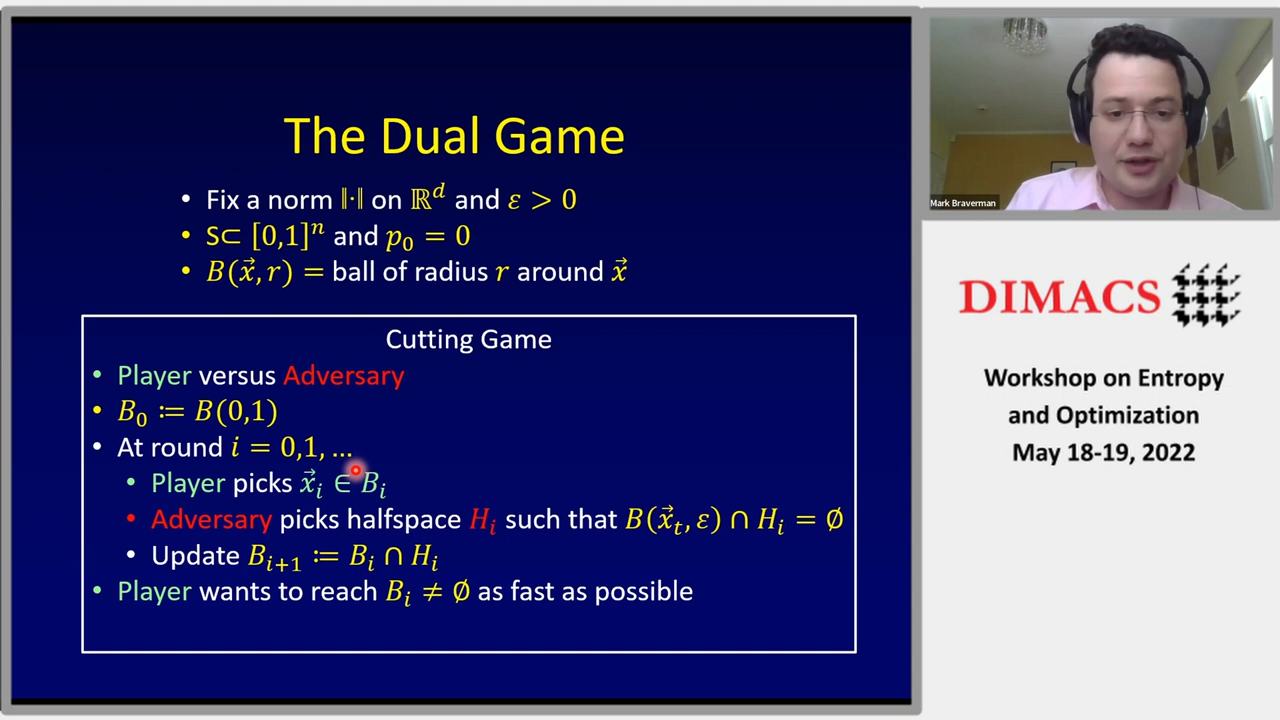 The Dual Game
• Fix a norm ‖·‖ on ℝ^d and ε > 0
• S⊂ [0,1]^n and p_0 = 0
• B(x⃗, r) = ball of radius r around x⃗
Cutting Game
• Player versus Adversary
• B_0 ≔ B(0,1)
• At round i = 0,1, …
• Player picks x⃗_i ∈ B_i
• Adversary picks halfspace H_i such that B(x⃗_t, ε) ∩ H_i = ∅
• Update B_{i+1} ≔ B_i ∩ H_i
• Player wants to reach B_i ≠ ∅ as fast as possible
Mark Braverman
DIMACS
Workshop on Entropy
and Optimization
May 18-19, 2022